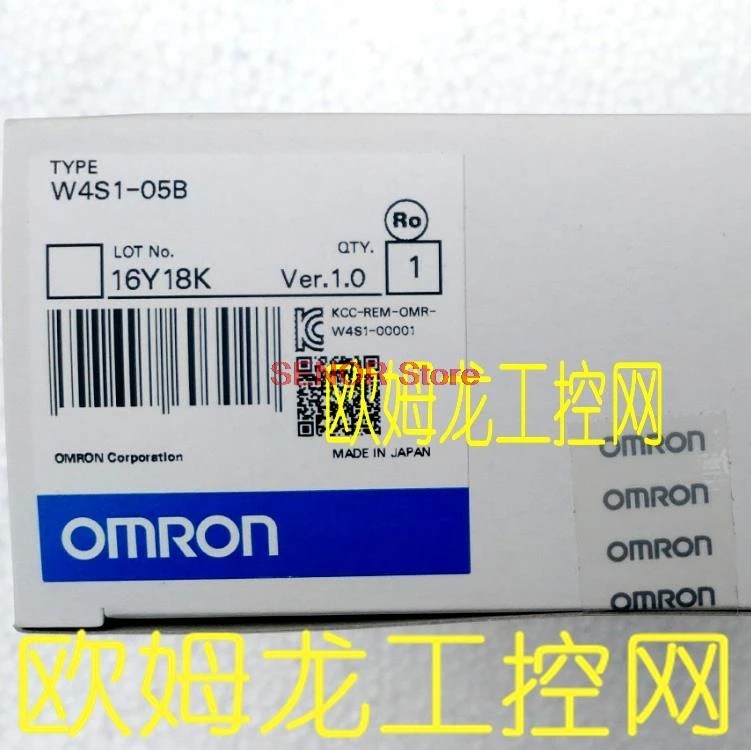 TYPE
W4S1-05B
Ro
LOT No. QTY.
16Y18K Ver.1.0 1
KCC-REM-OMR-
W4S1-00001
SENOR Store
欧姆龙工控网
OMRON Corporation MADE IN JAPAN
OMRON
OMRON
OMRON
OMRON
OMRON
欧姆龙工控网